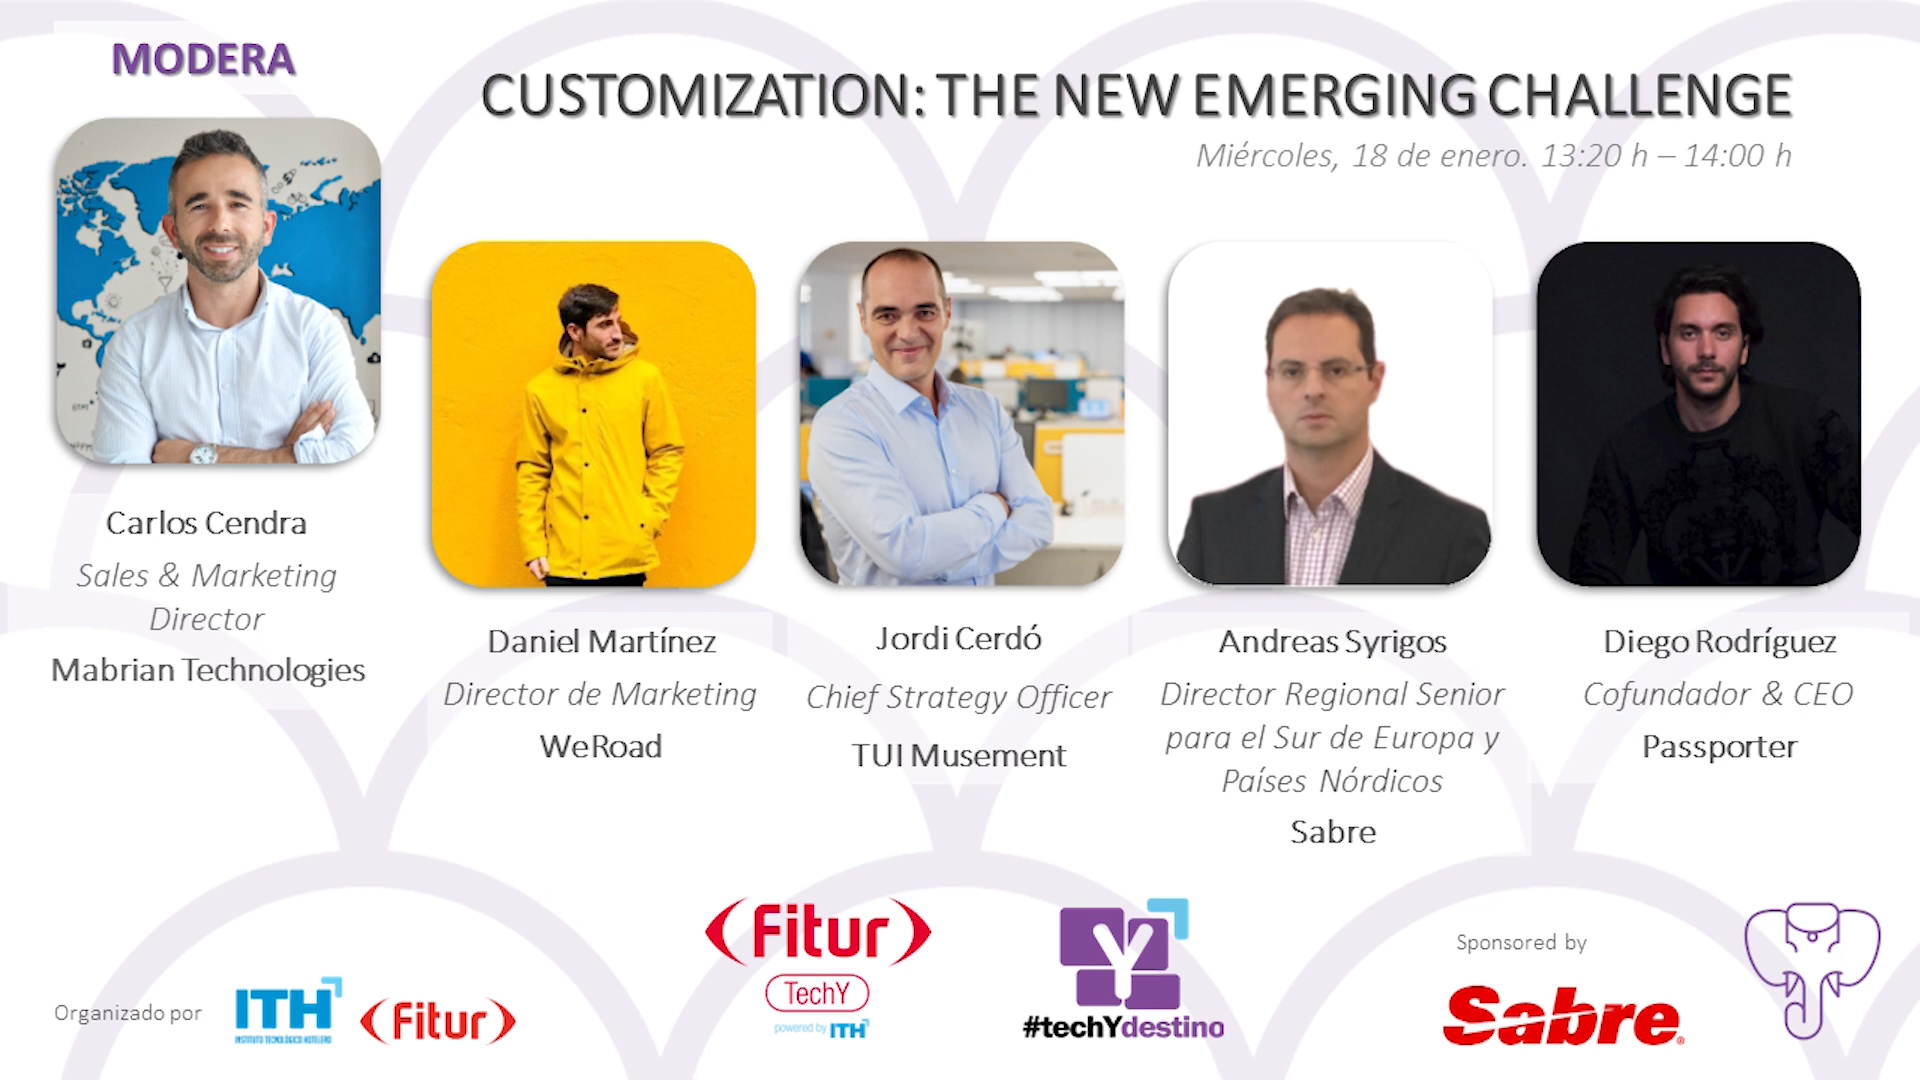 MODERA
CUSTOMIZATION: THE NEW EMERGING CHALLENGE
Miércoles, 18 de enero. 13:20 h – 14:00 h
Carlos Cendra
Sales & Marketing
Director
Mabrian Technologies
Daniel Martínez
Director de Marketing
WeRoad
Jordi Cerdó
Chief Strategy Officer
TUI Musement
Andreas Syrigos
Director Regional Senior
para el Sur de Europa y
Países Nórdicos
Sabre
Diego Rodríguez
Cofundador & CEO
Passporter
Organizado por
ITH
INSTITUTO TECNOLÓGICO HOTELERO
Fitur
Fitur
TechY
powered by ITH
Y
#techYdestino
Sponsored by
Sabre®